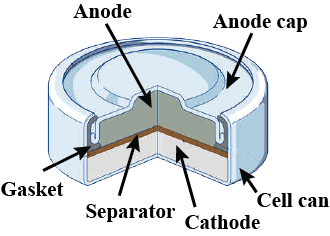 Anode
Anode cap
Gasket
Separator
Cathode
Cell can